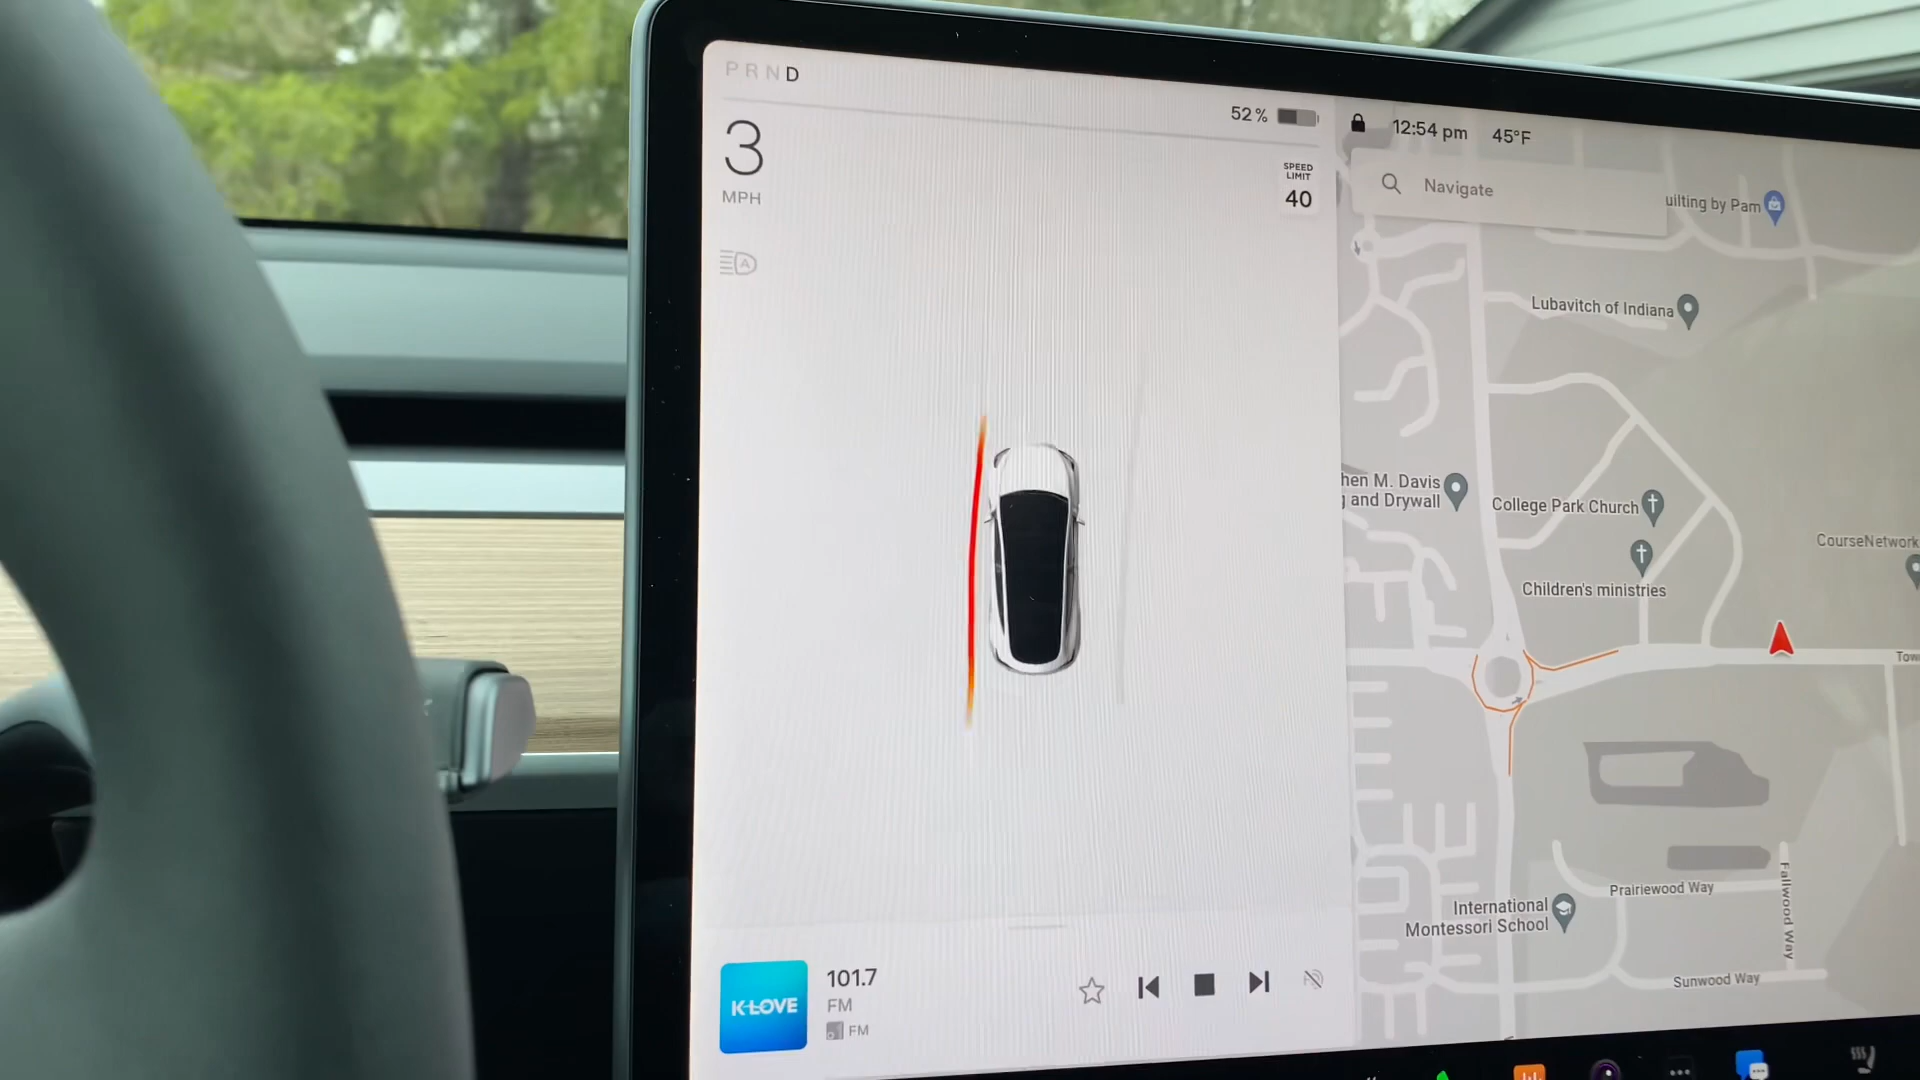 PRND
3
MPH
52%
SPEED
LIMIT
40
12:54 pm 45°F
Navigate
uilting by Pam
Lubavitch of Indiana
hen M. Davis
and Drywall
College Park Church
Children's ministries
CourseNetwork
Tow
Prairiewood Way
Fallwood Way
International
Montessori School
Sunwood Way
K-LOVE
101.7
FM
FM